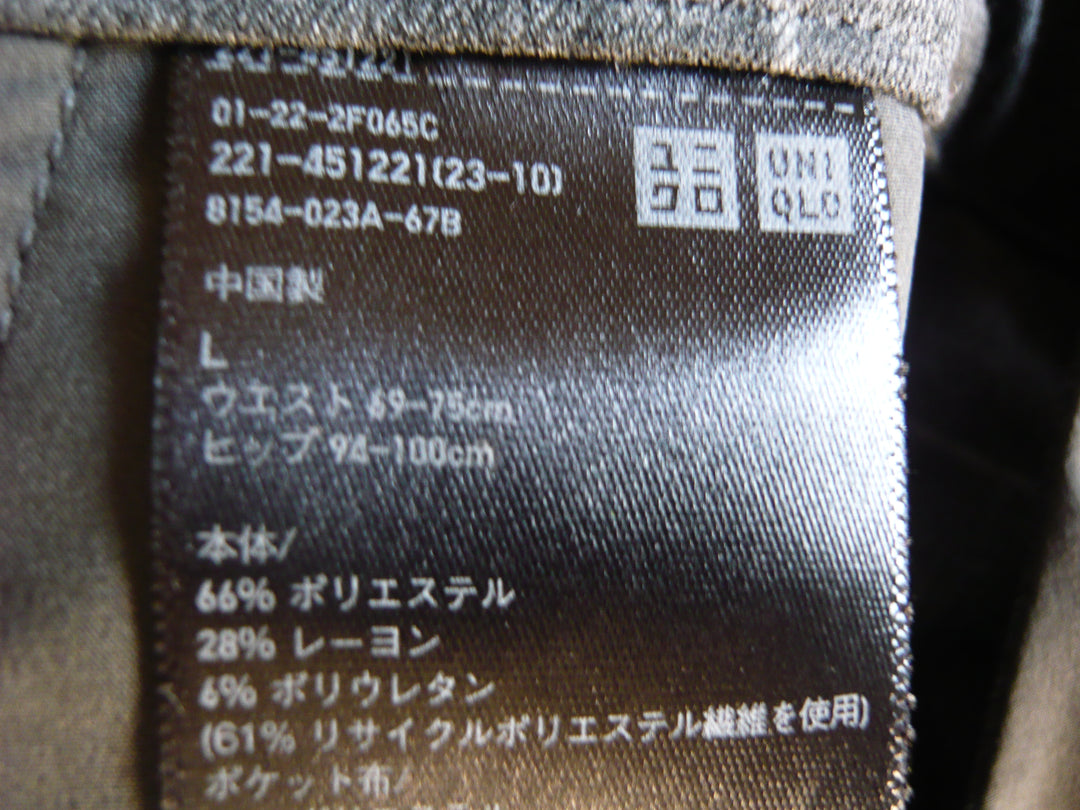 01-22-2F065C
221-451221(23-10)
8154-023A-67B
ユニ
クロ
UNI
QLO
中国製
L
ウエスト 69-75cm
ヒップ 94-100cm
本体/
66% ポリエステル
28% レーヨン
6% ポリウレタン
(61% リサイクルポリエステル繊維を使用)
ポケット布/